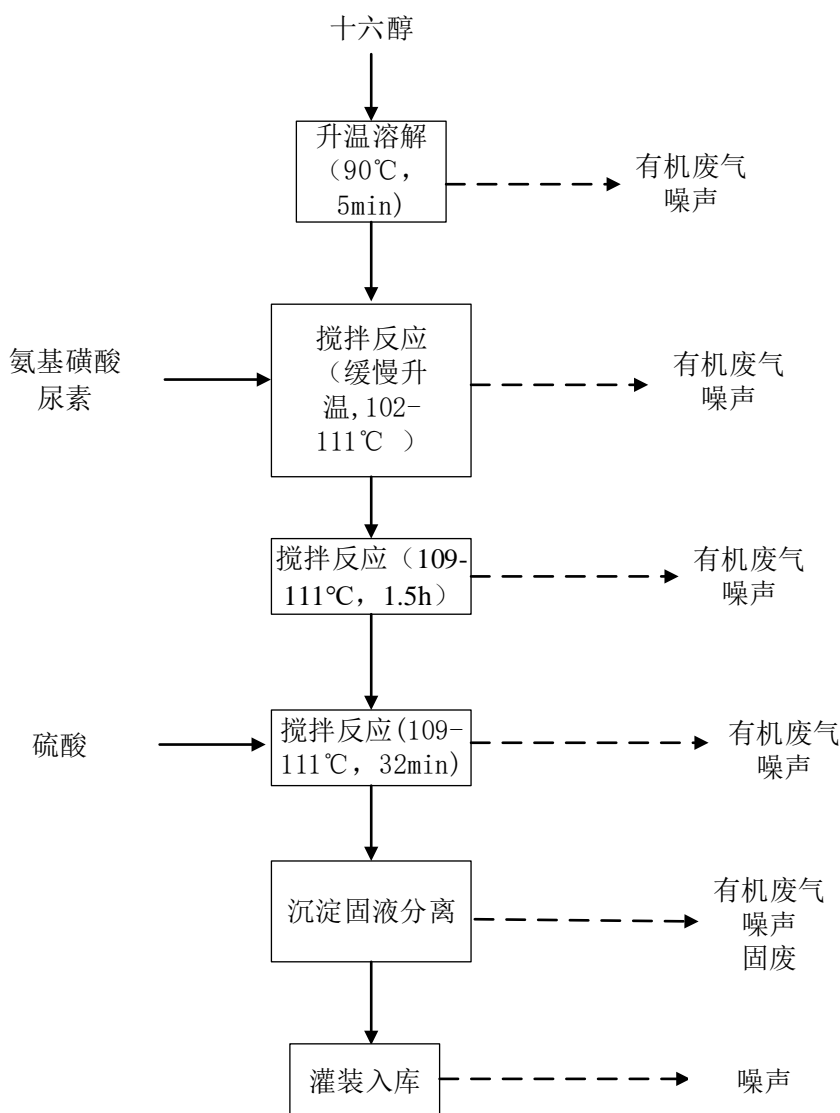 十六醇
升温溶解
（90℃，
5min)
有机废气
噪声
氨基磺酸
尿素
搅拌反应
（缓慢升
温,102-
111℃ ）
有机废气
噪声
搅拌反应（109-
111°C，1.5h）
有机废气
噪声
硫酸
搅拌反应(109-
111℃，32min)
有机废气
噪声
沉淀固液分离
有机废气
噪声
固废
灌装入库
噪声